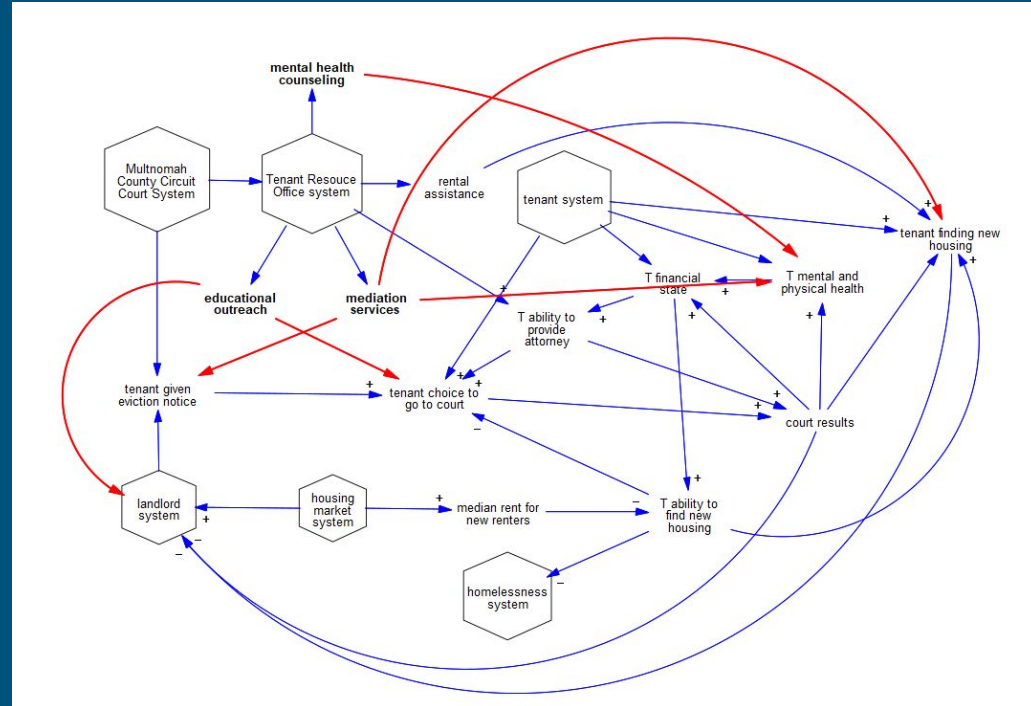 mental health
counseling
Multnomah
County Circuit
Court System
Tenant Resouce
Office system
rental
assistance
tenant system
+
+
tenant finding new
housing
+
T financial
state
+
T mental and
physical health
+
+
+
educational
outreach
mediation
services
+
T ability to
provide
attorney
+
tenant given
eviction notice
+
tenant choice to
go to court
+
+
–
+
+
court results
landlord
system
+
–
–
housing
market
system
+
median rent for
new renters
–
+
T ability to
find new
housing
homelessness
system
–